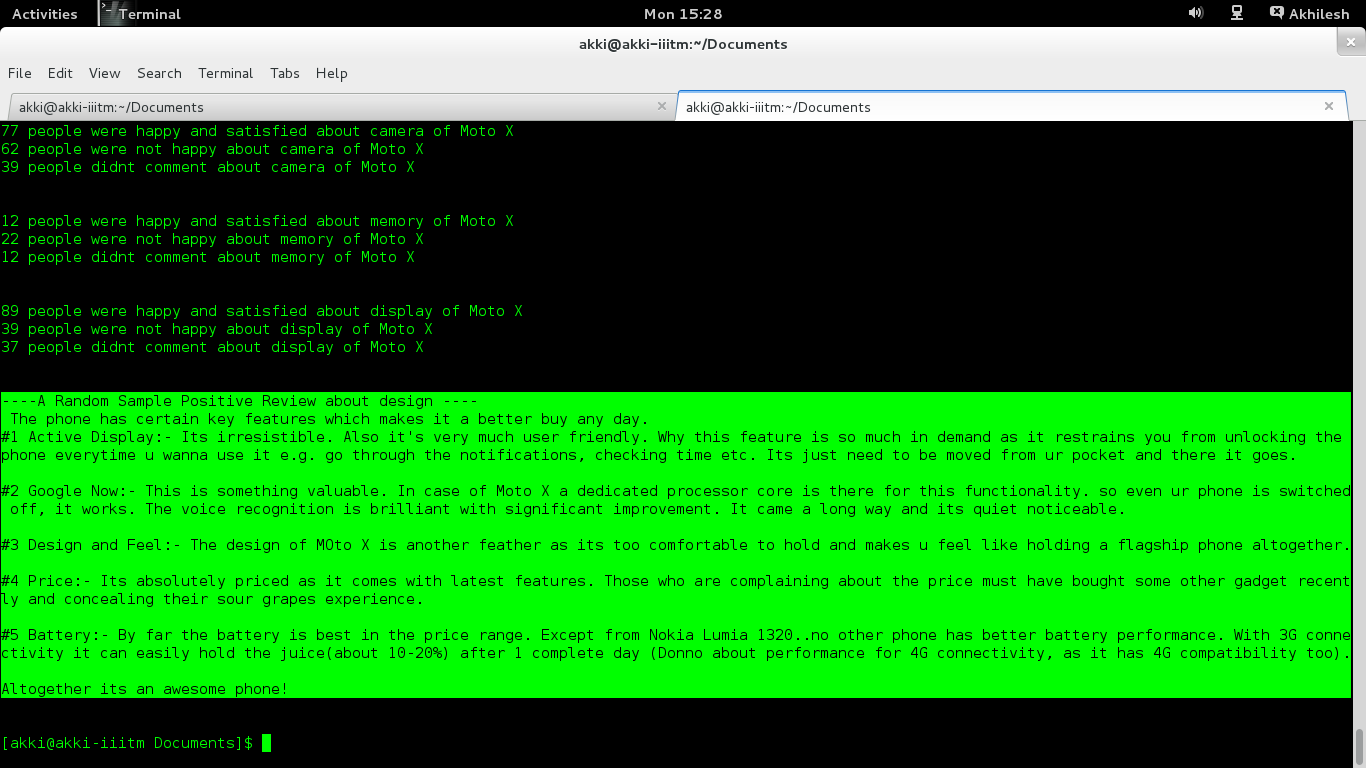 Activities Terminal Mon 15:28 Akhilesh
akki@akki-iiitm:~/Documents
File Edit View Search Terminal Tabs Help
akki@akki-iiitm:~/Documents akki@akki-iiitm:~/Documents
77 people were happy and satisfied about camera of Moto X
62 people were not happy about camera of Moto X
39 people didnt comment about camera of Moto X
12 people were happy and satisfied about memory of Moto X
22 people were not happy about memory of Moto X
12 people didnt comment about memory of Moto X
89 people were happy and satisfied about display of Moto X
39 people were not happy about display of Moto X
37 people didnt comment about display of Moto X
----A Random Sample Positive Review about design ----
The phone has certain key features which makes it a better buy any day.
#1 Active Display:- Its irresistible. Also it's very much user friendly. Why this feature is so much in demand as it restrains you from unlocking the
phone everytime u wanna use it e.g. go through the notifications, checking time etc. Its just need to be moved from ur pocket and there it goes.
#2 Google Now:- This is something valuable. In case of Moto X a dedicated processor core is there for this functionality. so even ur phone is switched
off, it works. The voice recognition is brilliant with significant improvement. It came a long way and its quiet noticeable.
#3 Design and Feel:- The design of MOto X is another feather as its too comfortable to hold and makes u feel like holding a flagship phone altogether.
#4 Price:- Its absolutely priced as it comes with latest features. Those who are complaining about the price must have bought some other gadget recent
ly and concealing their sour grapes experience.
#5 Battery:- By far the battery is best in the price range. Except from Nokia Lumia 1320..no other phone has better battery performance. With 3G conne
ctivity it can easily hold the juice(about 10-20%) after 1 complete day (Donno about performance for 4G connectivity, as it has 4G compatibility too).
Altogether its an awesome phone!
[akki@akki-iiitm Documents]$